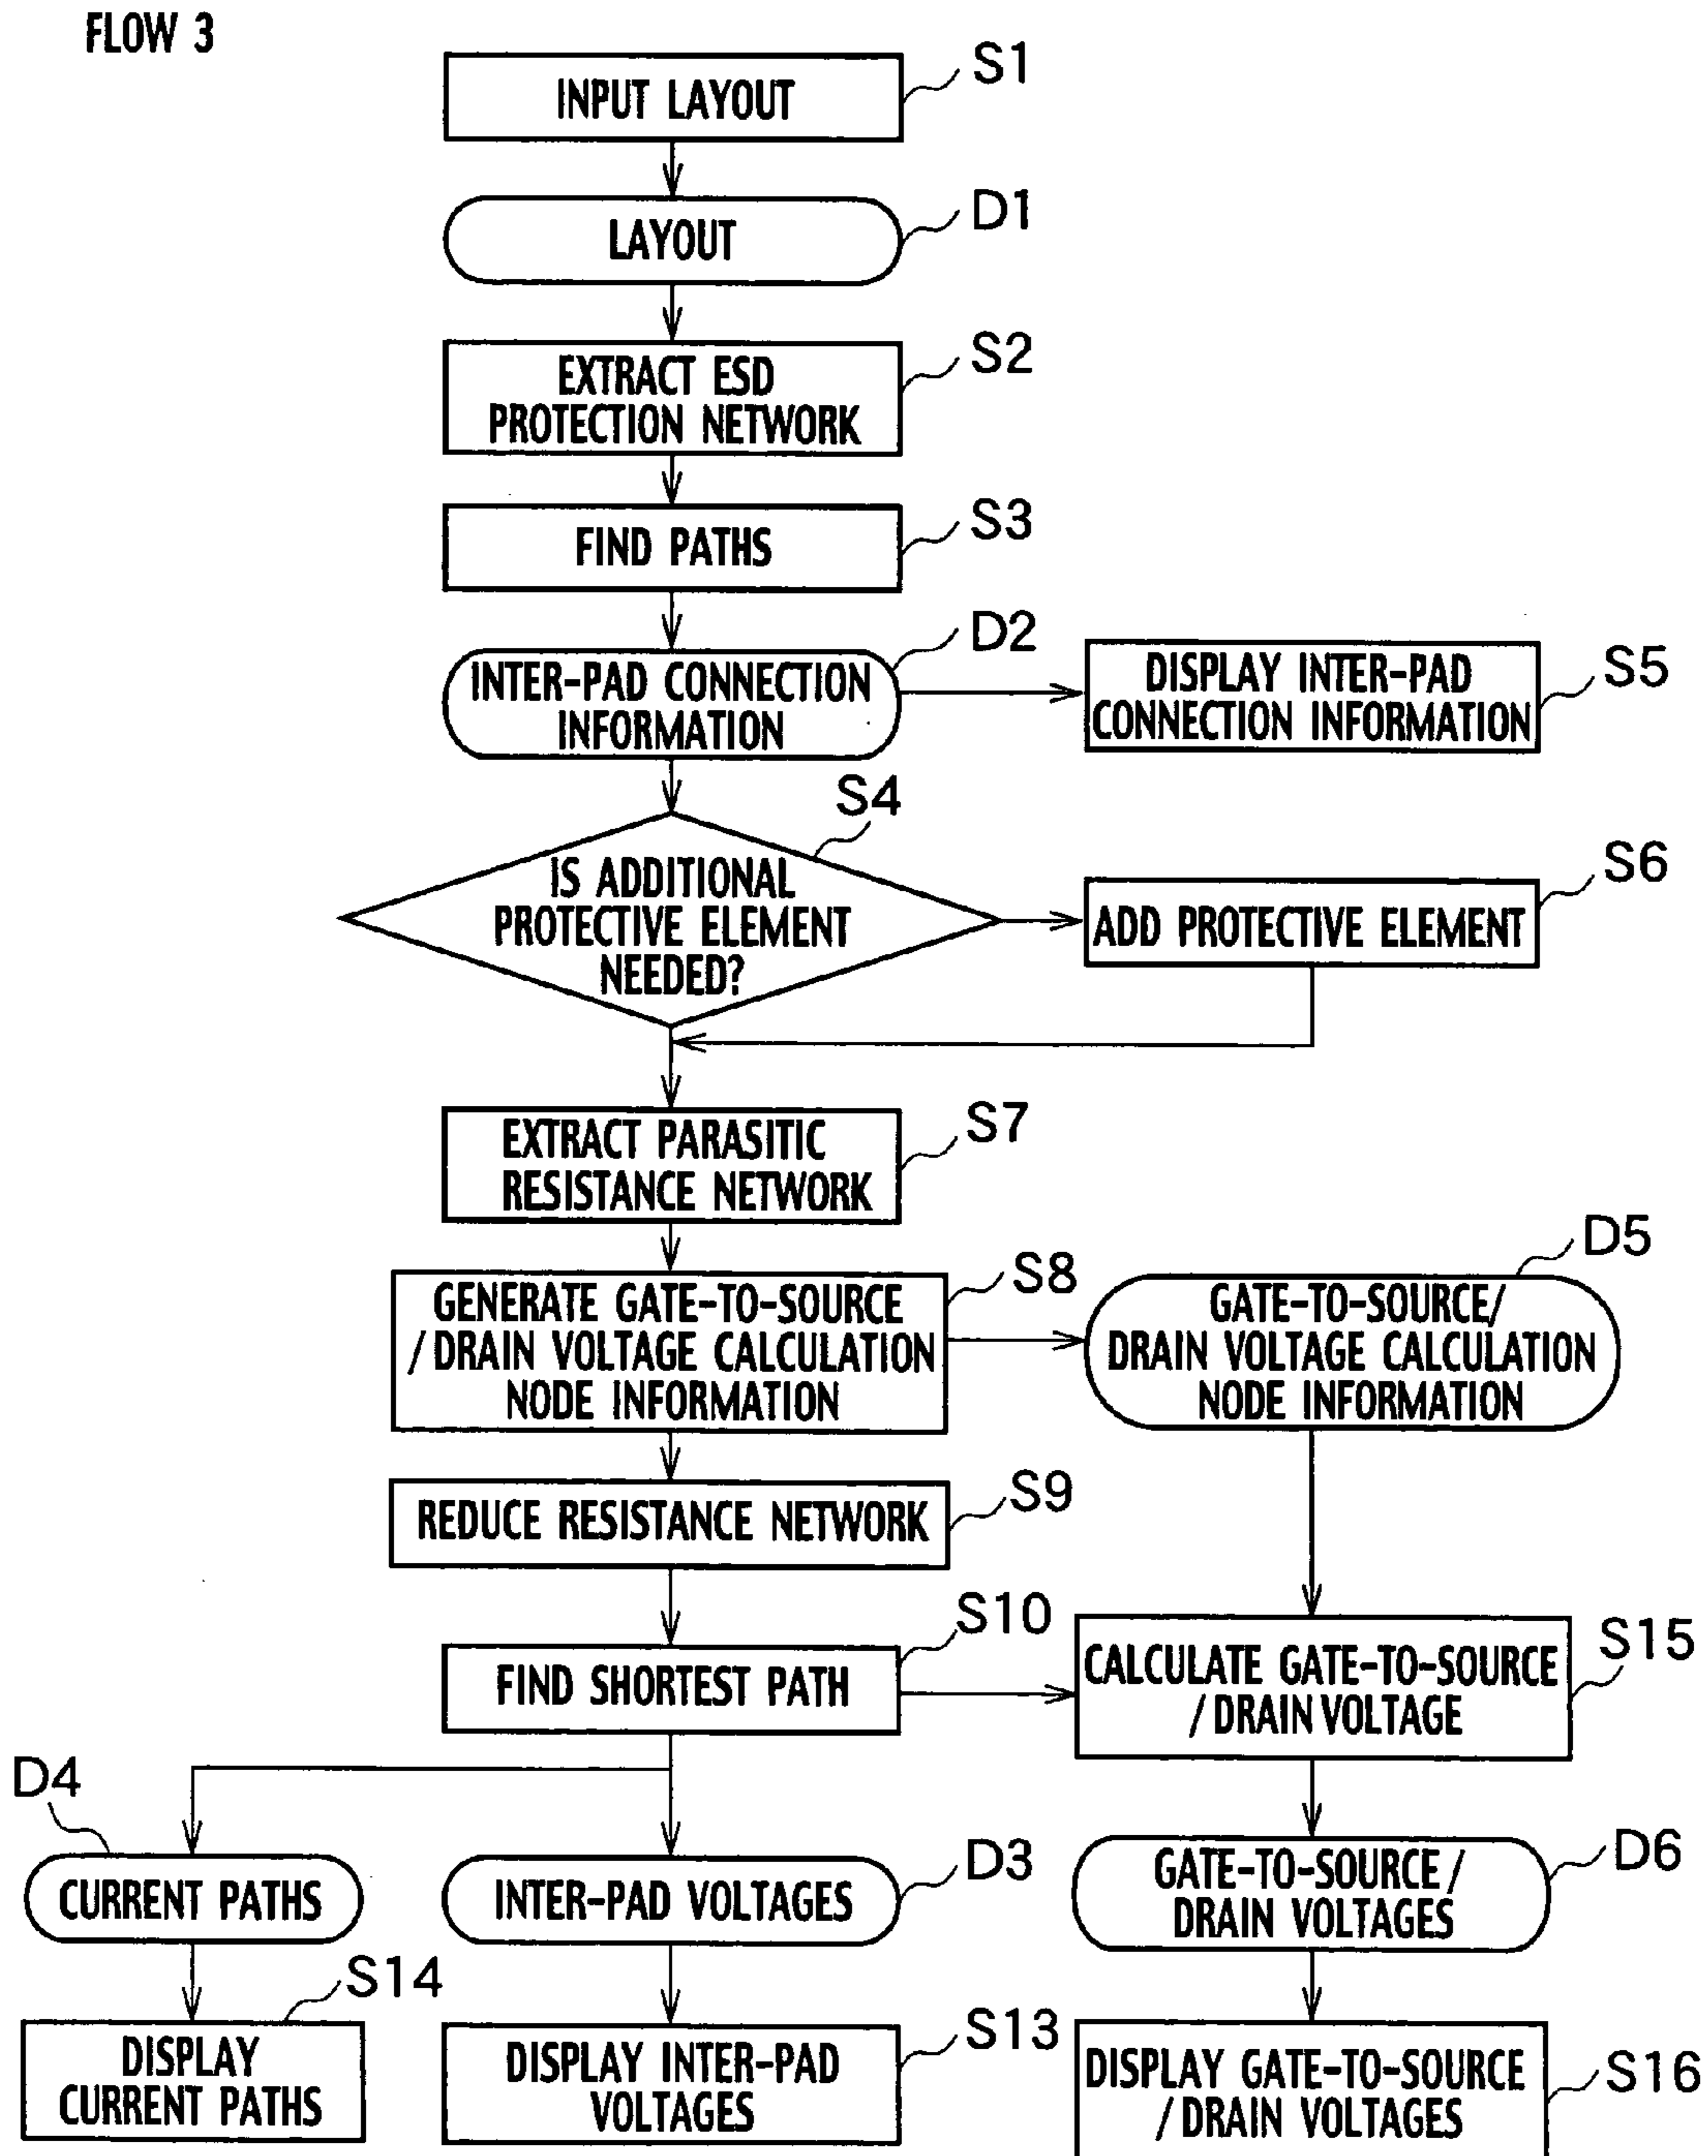 FLOW 3
S1
INPUT LAYOUT
D1
LAYOUT
S2
EXTRACT ESD
PROTECTION NETWORK
S3
FIND PATHS
D2
INTER-PAD CONNECTION
INFORMATION
S5
DISPLAY INTER-PAD
CONNECTION INFORMATION
S4
IS ADDITIONAL
PROTECTIVE ELEMENT
NEEDED?
S6
ADD PROTECTIVE ELEMENT
S7
EXTRACT PARASITIC
RESISTANCE NETWORK
S8
GENERATE GATE-TO-SOURCE
/DRAIN VOLTAGE CALCULATION
NODE INFORMATION
D5
GATE-TO-SOURCE/
DRAIN VOLTAGE CALCULATION
NODE INFORMATION
S9
REDUCE RESISTANCE NETWORK
S10
FIND SHORTEST PATH
S15
CALCULATE GATE-TO-SOURCE
/DRAIN VOLTAGE
D4
CURRENT PATHS
D3
INTER-PAD VOLTAGES
D6
GATE-TO-SOURCE/
DRAIN VOLTAGES
S14
DISPLAY
CURRENT PATHS
S13
DISPLAY INTER-PAD
VOLTAGES
S16
DISPLAY GATE-TO-SOURCE
/DRAIN VOLTAGES